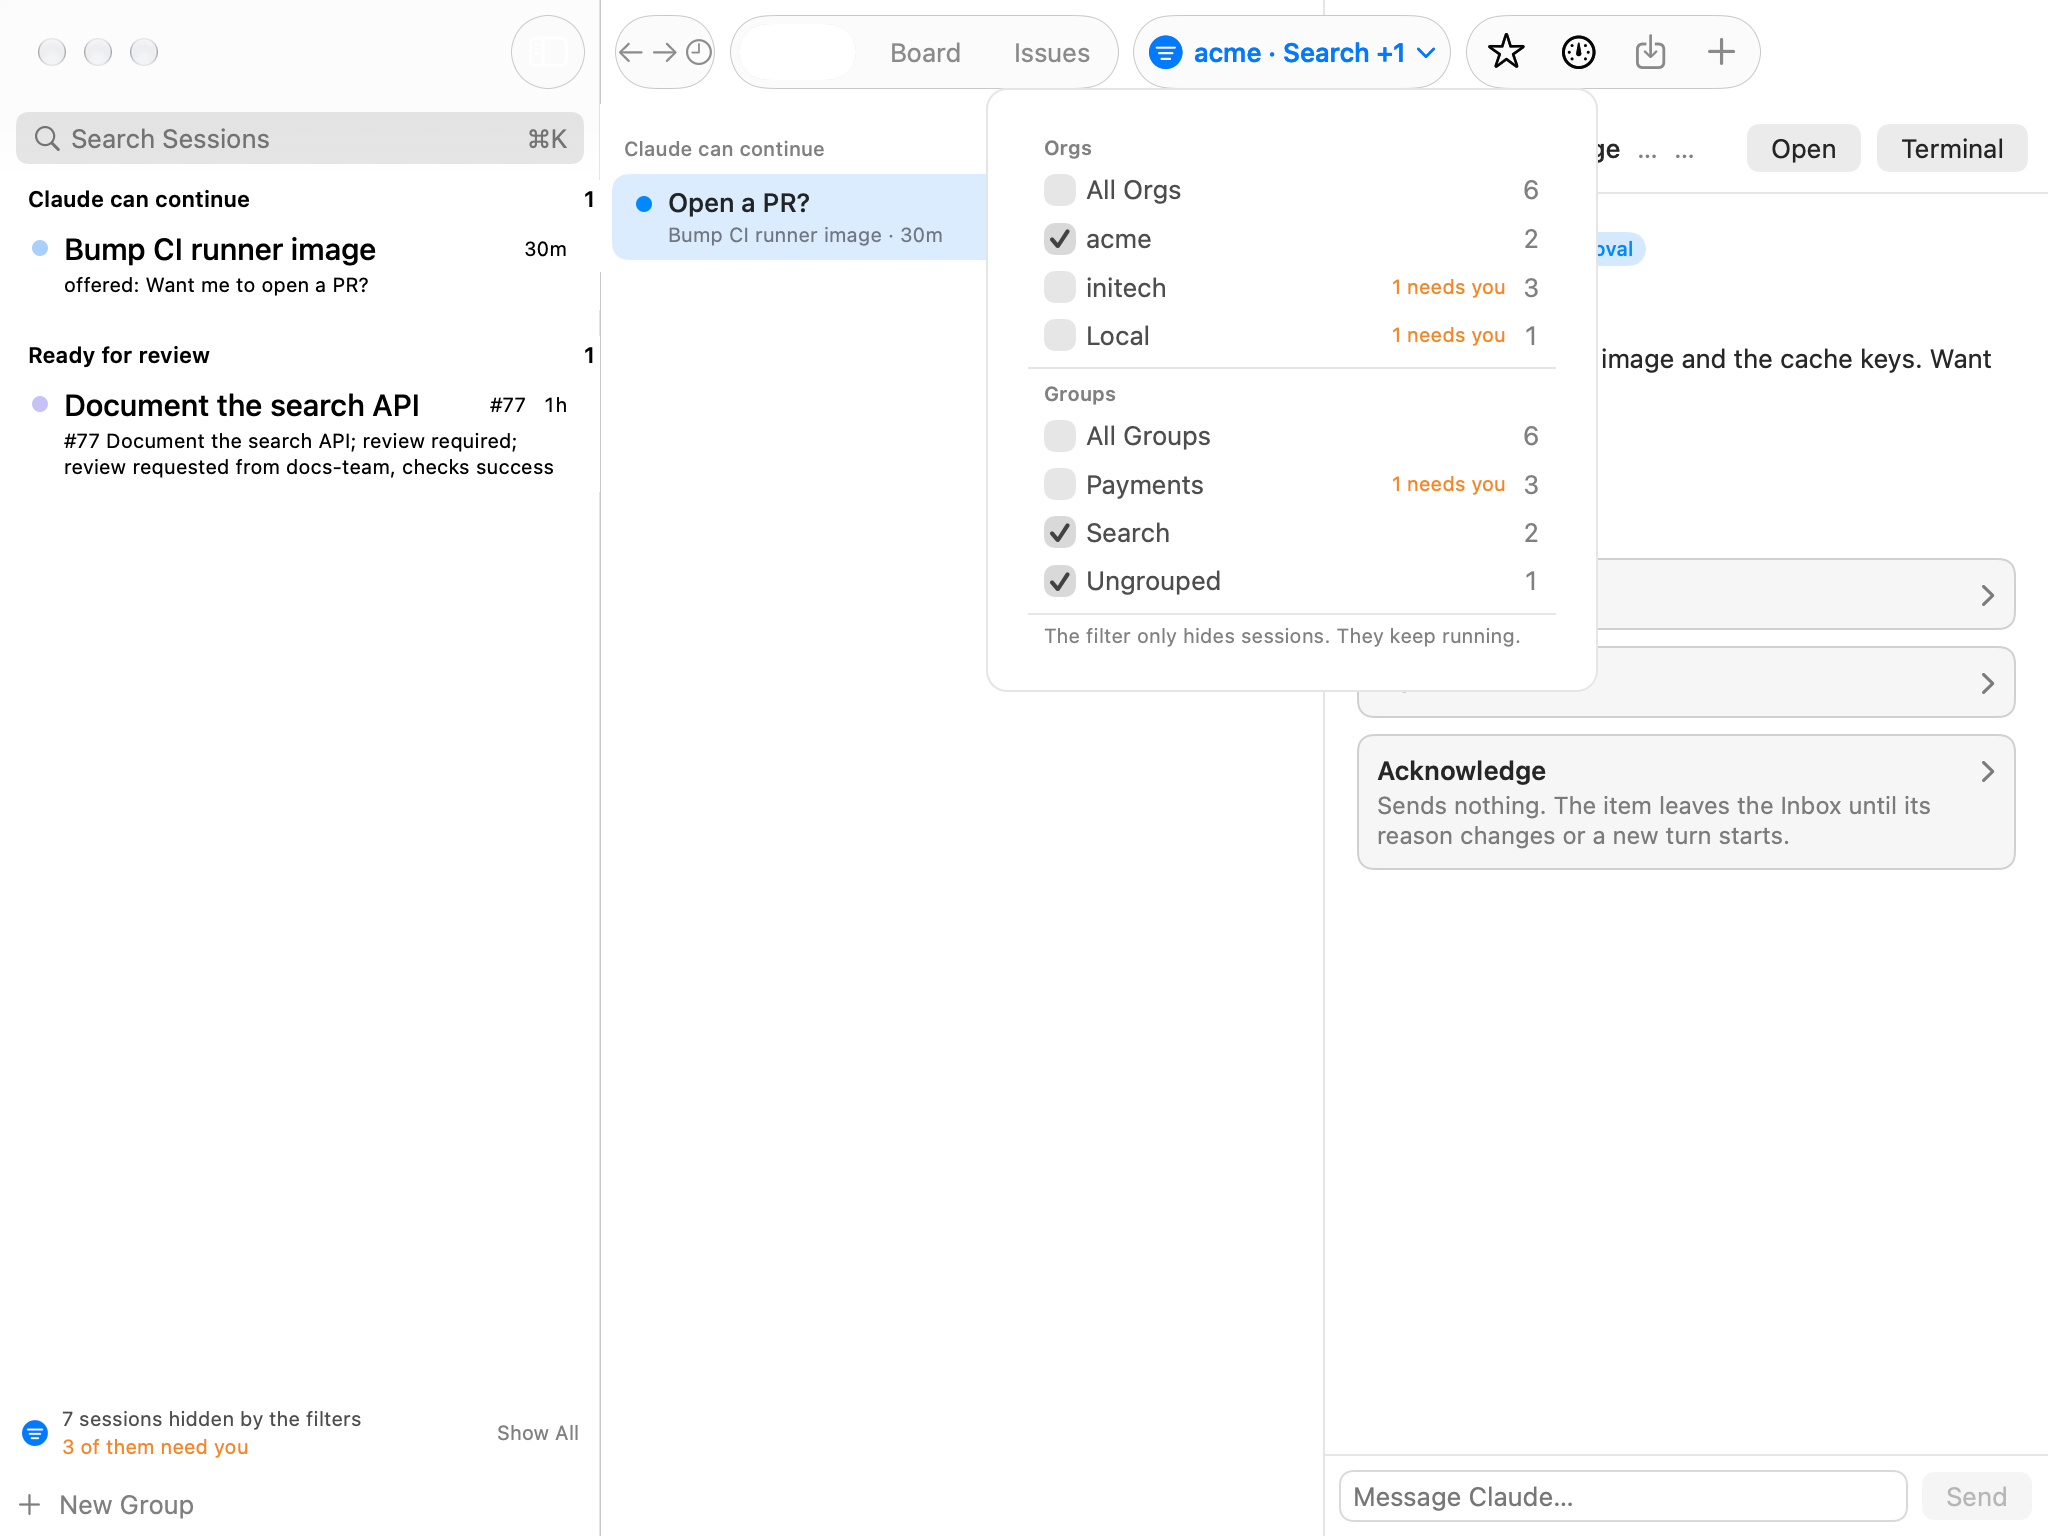 Board
Issues
acme · Search +1
Search Sessions
⌘K
Claude can continue
1
Bump CI runner image
30m
offered: Want me to open a PR?
Ready for review
1
Document the search API
#77
1h
#77 Document the search API; review required;
review requested from docs-team, checks success
7 sessions hidden by the filters
3 of them need you
Show All
New Group
Claude can continue
Open a PR?
Bump CI runner image · 30m
Orgs
All Orgs
6
acme
2
initech
1 needs you
3
Local
1 needs you
1
Groups
All Groups
6
Payments
1 needs you
3
Search
2
Ungrouped
1
The filter only hides sessions. They keep running.
... ...
Open
Terminal
image and the cache keys. Want
Acknowledge
Sends nothing. The item leaves the Inbox until its
reason changes or a new turn starts.
Message Claude...
Send